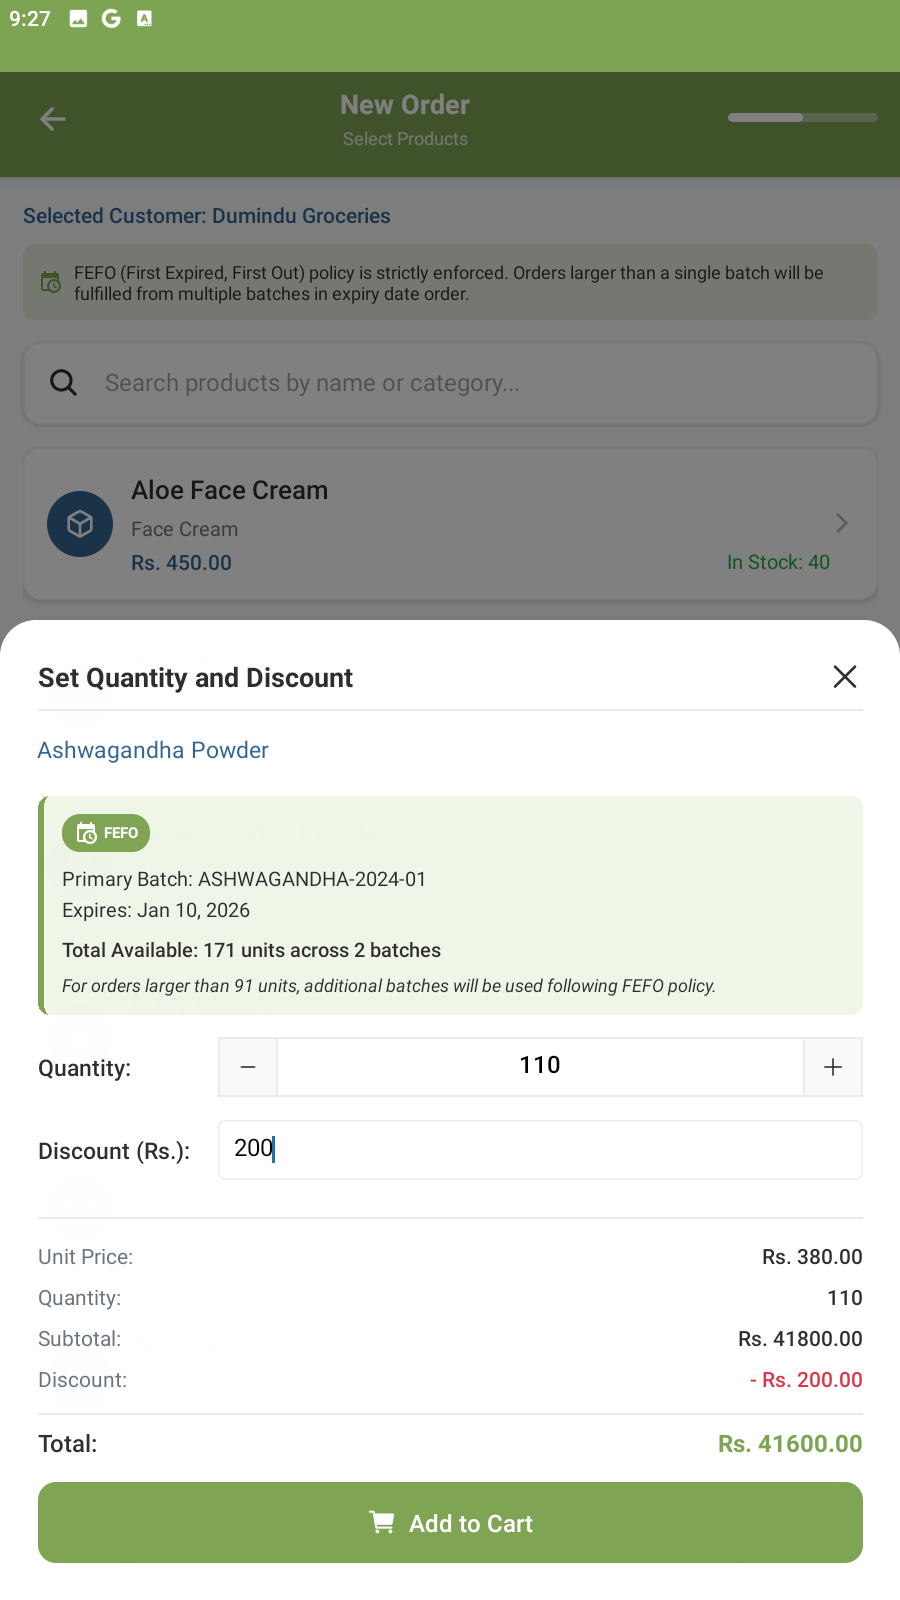 9:27
New Order
Select Products
Selected Customer: Dumindu Groceries
FEFO (First Expired, First Out) policy is strictly enforced. Orders larger than a single batch will be
fulfilled from multiple batches in expiry date order.
Search products by name or category...
Aloe Face Cream
Face Cream
Rs. 450.00
In Stock: 40
Set Quantity and Discount
Ashwagandha Powder
FEFO
Primary Batch: ASHWAGANDHA-2024-01
Expires: Jan 10, 2026
Total Available: 171 units across 2 batches
For orders larger than 91 units, additional batches will be used following FEFO policy.
Quantity: − 110 +
Discount (Rs.): 200
Unit Price: Rs. 380.00
Quantity: 110
Subtotal: Rs. 41800.00
Discount: - Rs. 200.00
Total: Rs. 41600.00
Add to Cart